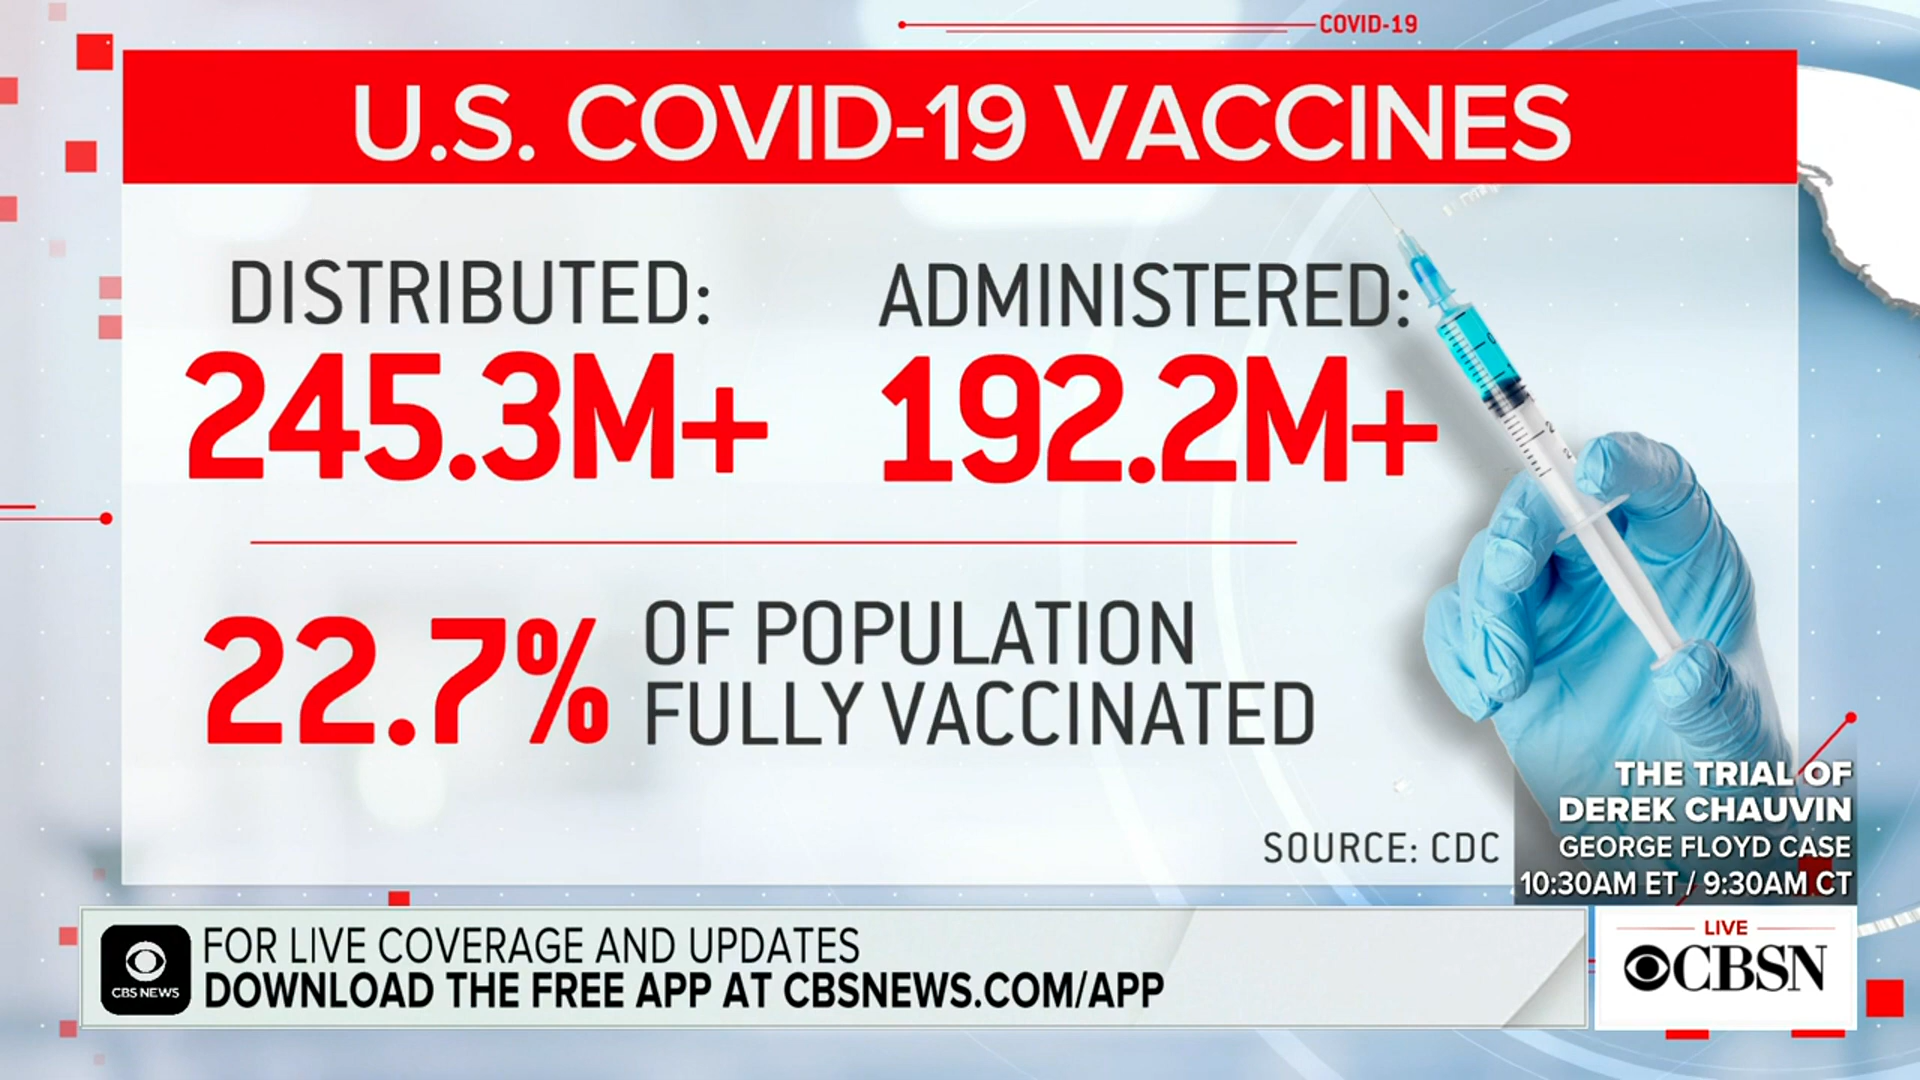 COVID-19
U.S. COVID-19 VACCINES
DISTRIBUTED:
245.3M+
ADMINISTERED:
192.2M+
22.7%
OF POPULATION
FULLY VACCINATED
SOURCE: CDC
THE TRIAL OF
DEREK CHAUVIN
GEORGE FLOYD CASE
10:30AM ET / 9:30AM CT
CBS NEWS
FOR LIVE COVERAGE AND UPDATES
DOWNLOAD THE FREE APP AT CBSNEWS.COM/APP
LIVE
CBSN